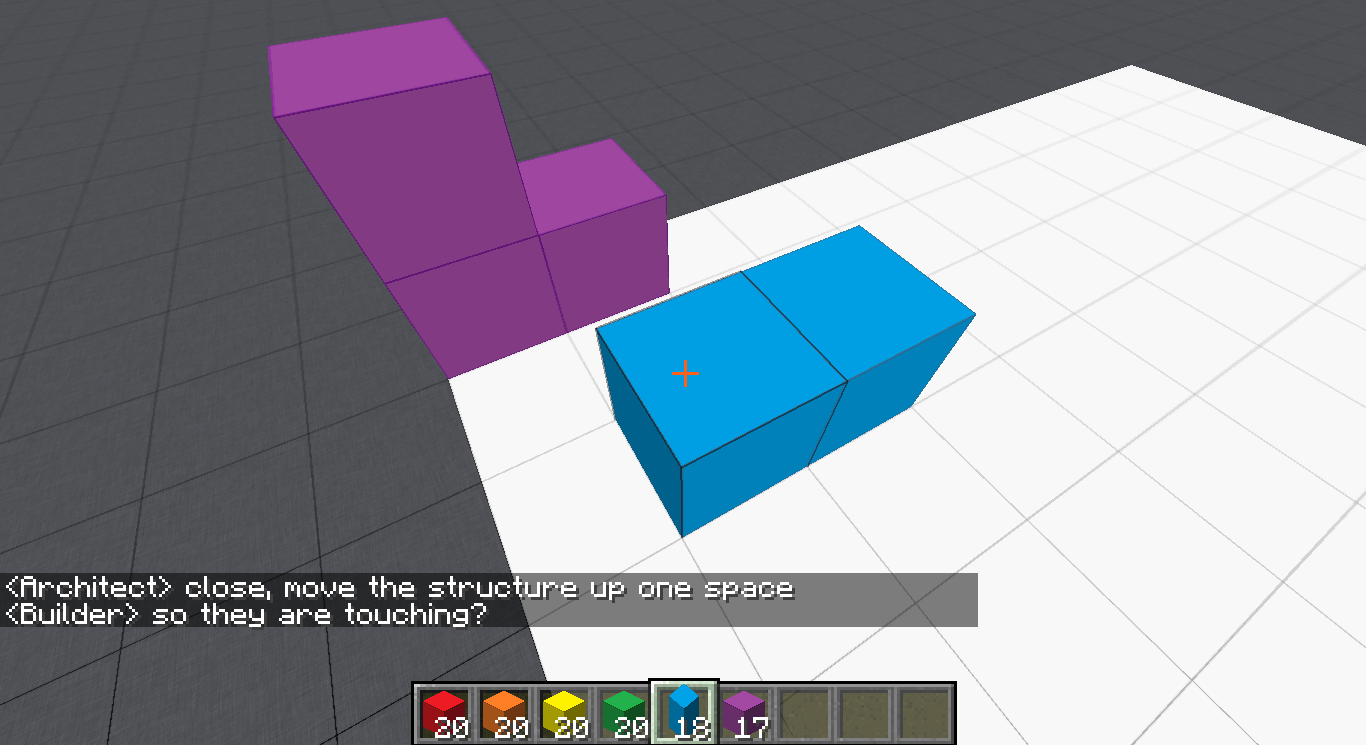 <Architect> close, move the structure up one space
<Builder> so they are touching?
20 20 20 20 18 17